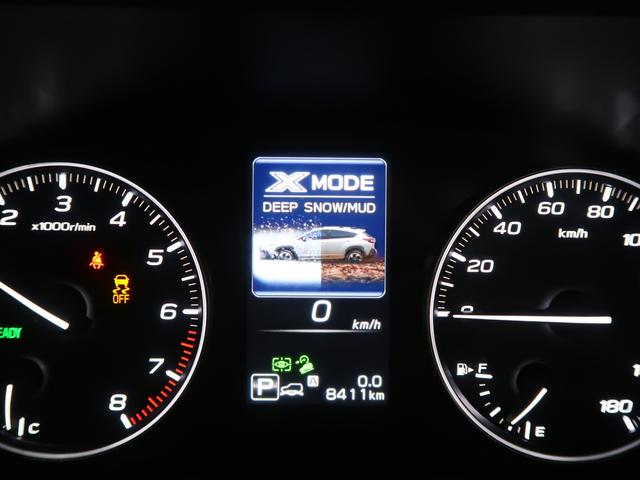 X MODE
DEEP SNOW/MUD
0
km/h
P A 0.0
8411km
2 3 4 5 6 7 8
x1000r/min
OFF
READY
C
0 20 40 60 80 180
km/h
F
E